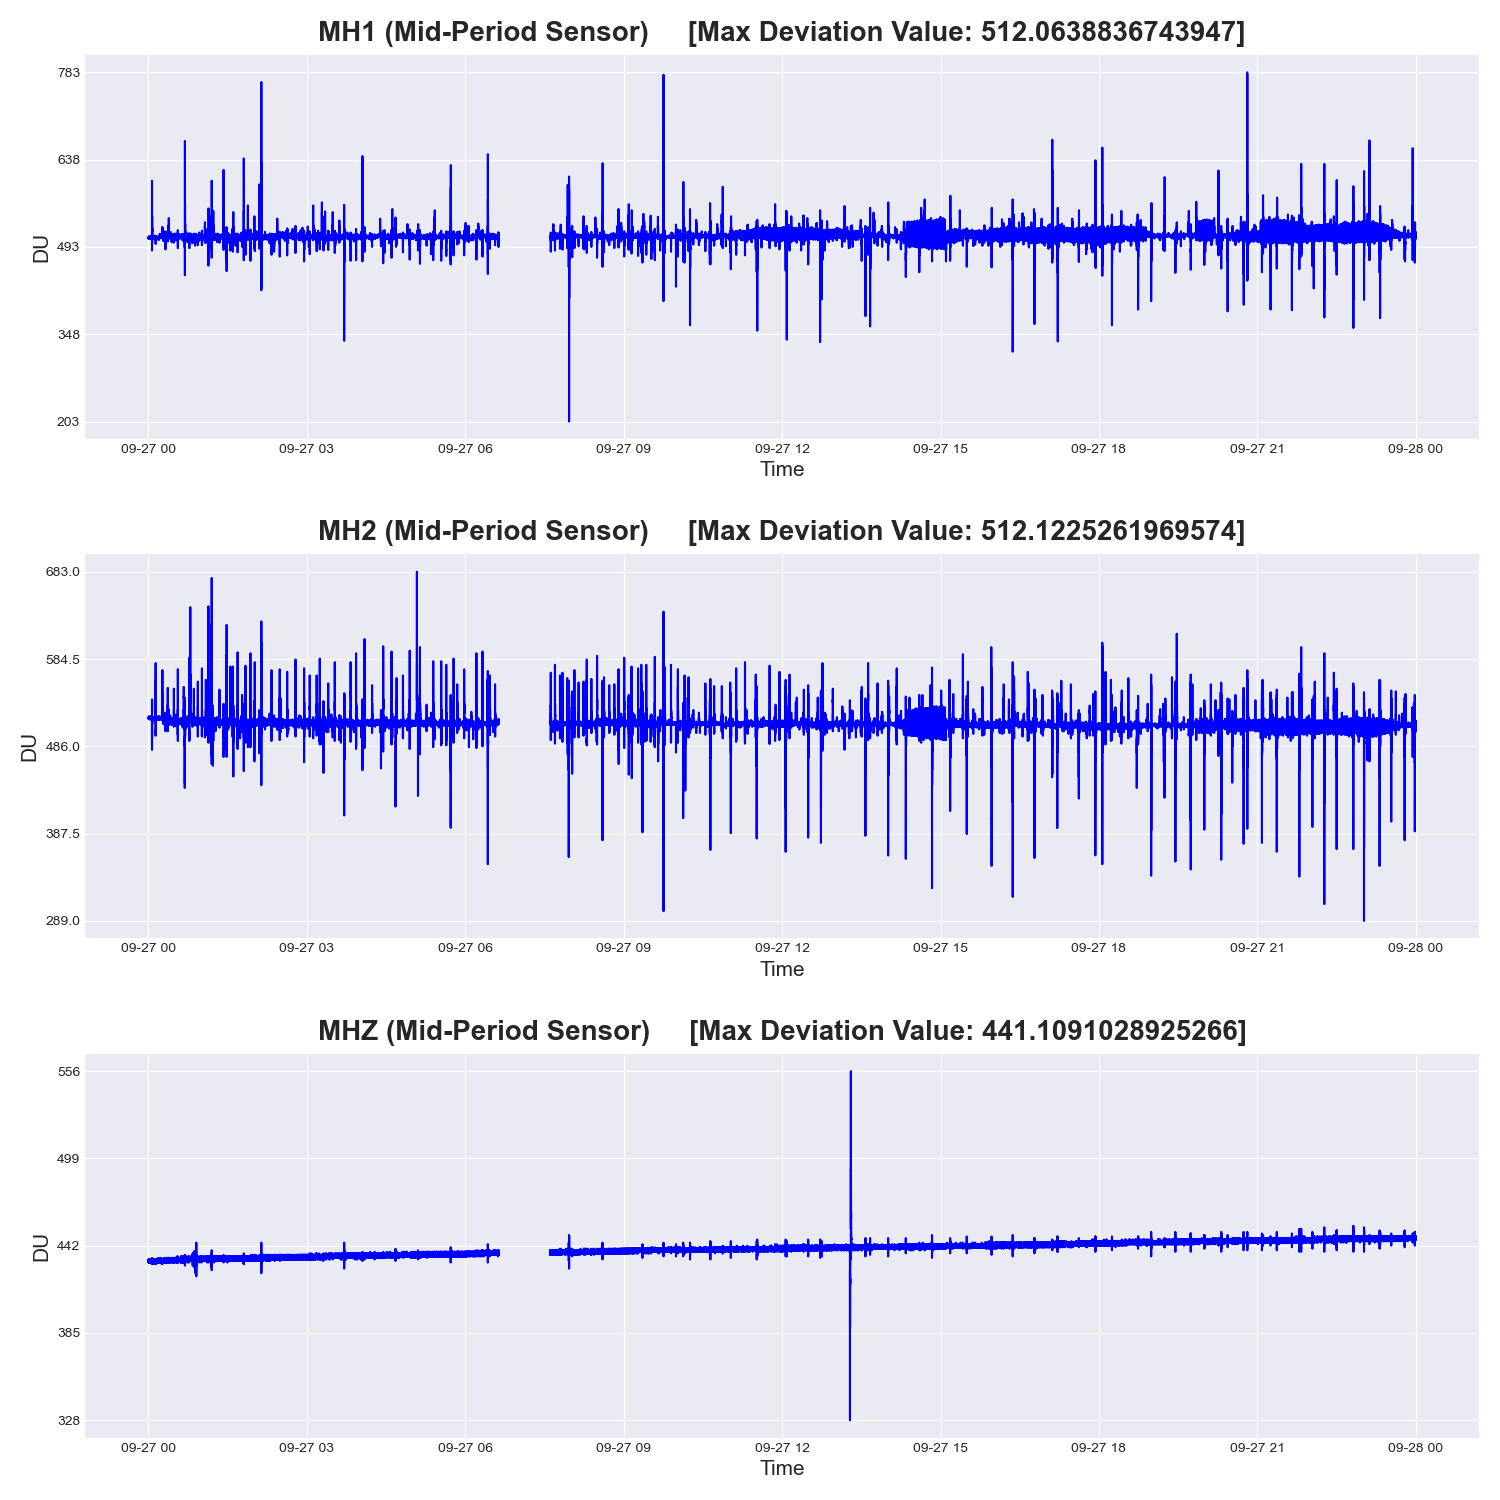 MH1 (Mid-Period Sensor) [Max Deviation Value: 512.0638836743947]
783
638
493
348
203
DU
09-27 00 09-27 03 09-27 06 09-27 09 09-27 12 09-27 15 09-27 18 09-27 21 09-28 00
Time
MH2 (Mid-Period Sensor) [Max Deviation Value: 512.1225261969574]
683.0
584.5
486.0
387.5
289.0
DU
09-27 00 09-27 03 09-27 06 09-27 09 09-27 12 09-27 15 09-27 18 09-27 21 09-28 00
Time
MHZ (Mid-Period Sensor) [Max Deviation Value: 441.1091028925266]
556
499
442
385
328
DU
09-27 00 09-27 03 09-27 06 09-27 09 09-27 12 09-27 15 09-27 18 09-27 21 09-28 00
Time